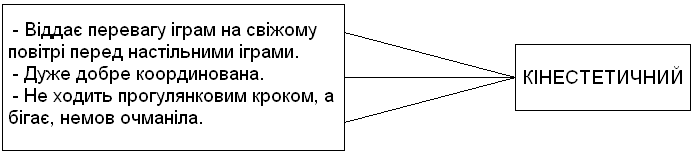 - Віддає перевагу іграм на свіжому
повітрі перед настільними іграми.
- Дуже добре координована.
- Не ходить прогулянковим кроком, а
бігає, немов очманіла.
КІНЕСТЕТИЧНИЙ